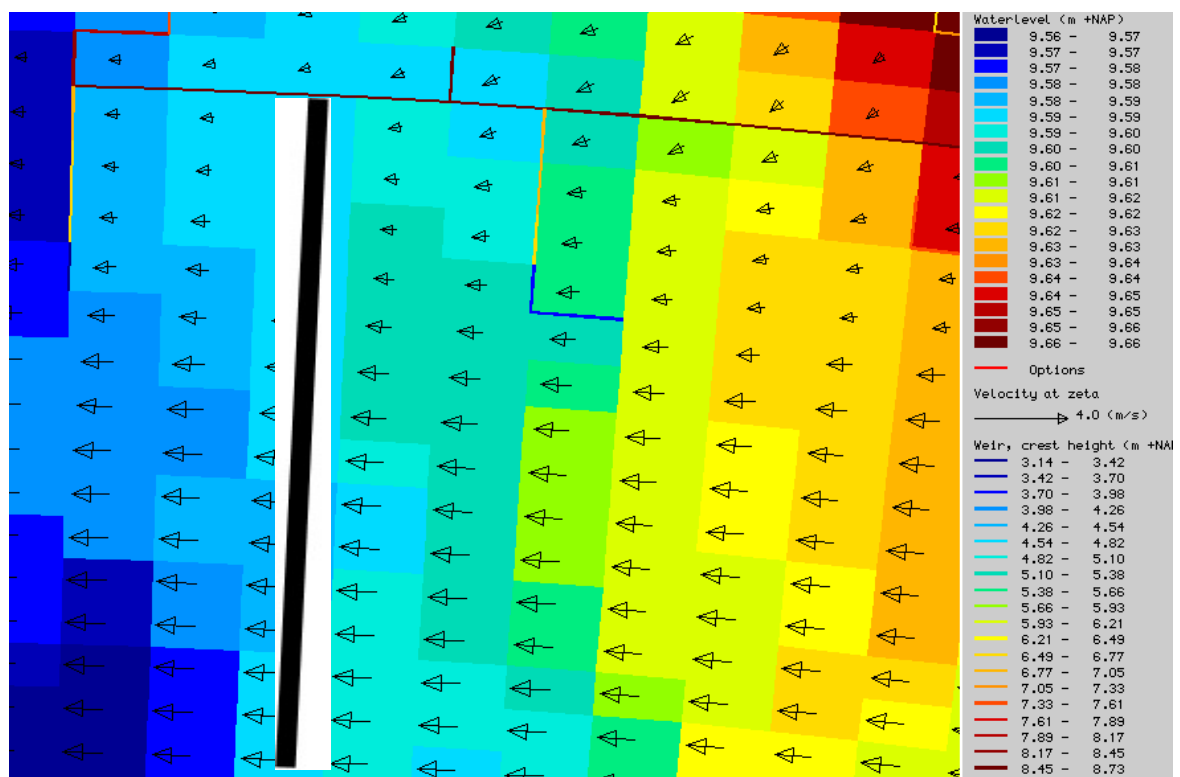 Waterlevel (m +NAP)
9.56 - 9.57
9.57 - 9.57
9.57 - 9.58
9.58 - 9.58
9.58 - 9.59
9.59 - 9.59
9.59 - 9.60
9.60 - 9.60
9.60 - 9.61
9.61 - 9.61
9.61 - 9.62
9.62 - 9.62
9.62 - 9.63
9.63 - 9.63
9.63 - 9.64
9.64 - 9.64
9.64 - 9.65
9.65 - 9.65
9.65 - 9.66
9.66 - 9.66
Options
Velocity at zeta
4.0 (m/s)
Weir, crest height (m +NA
3.14 - 3.42
3.42 - 3.70
3.70 - 3.98
3.98 - 4.26
4.26 - 4.54
4.54 - 4.82
4.82 - 5.10
5.10 - 5.38
5.38 - 5.66
5.66 - 5.93
5.93 - 6.21
6.21 - 6.49
6.49 - 6.77
6.77 - 7.05
7.05 - 7.33
7.33 - 7.61
7.61 - 7.89
7.89 - 8.17
8.17 - 8.45
8.45 - 8.73